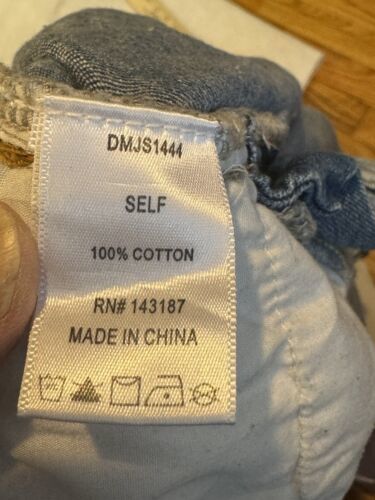 DMJS1444
SELF
100% COTTON
RN# 143187
MADE IN CHINA